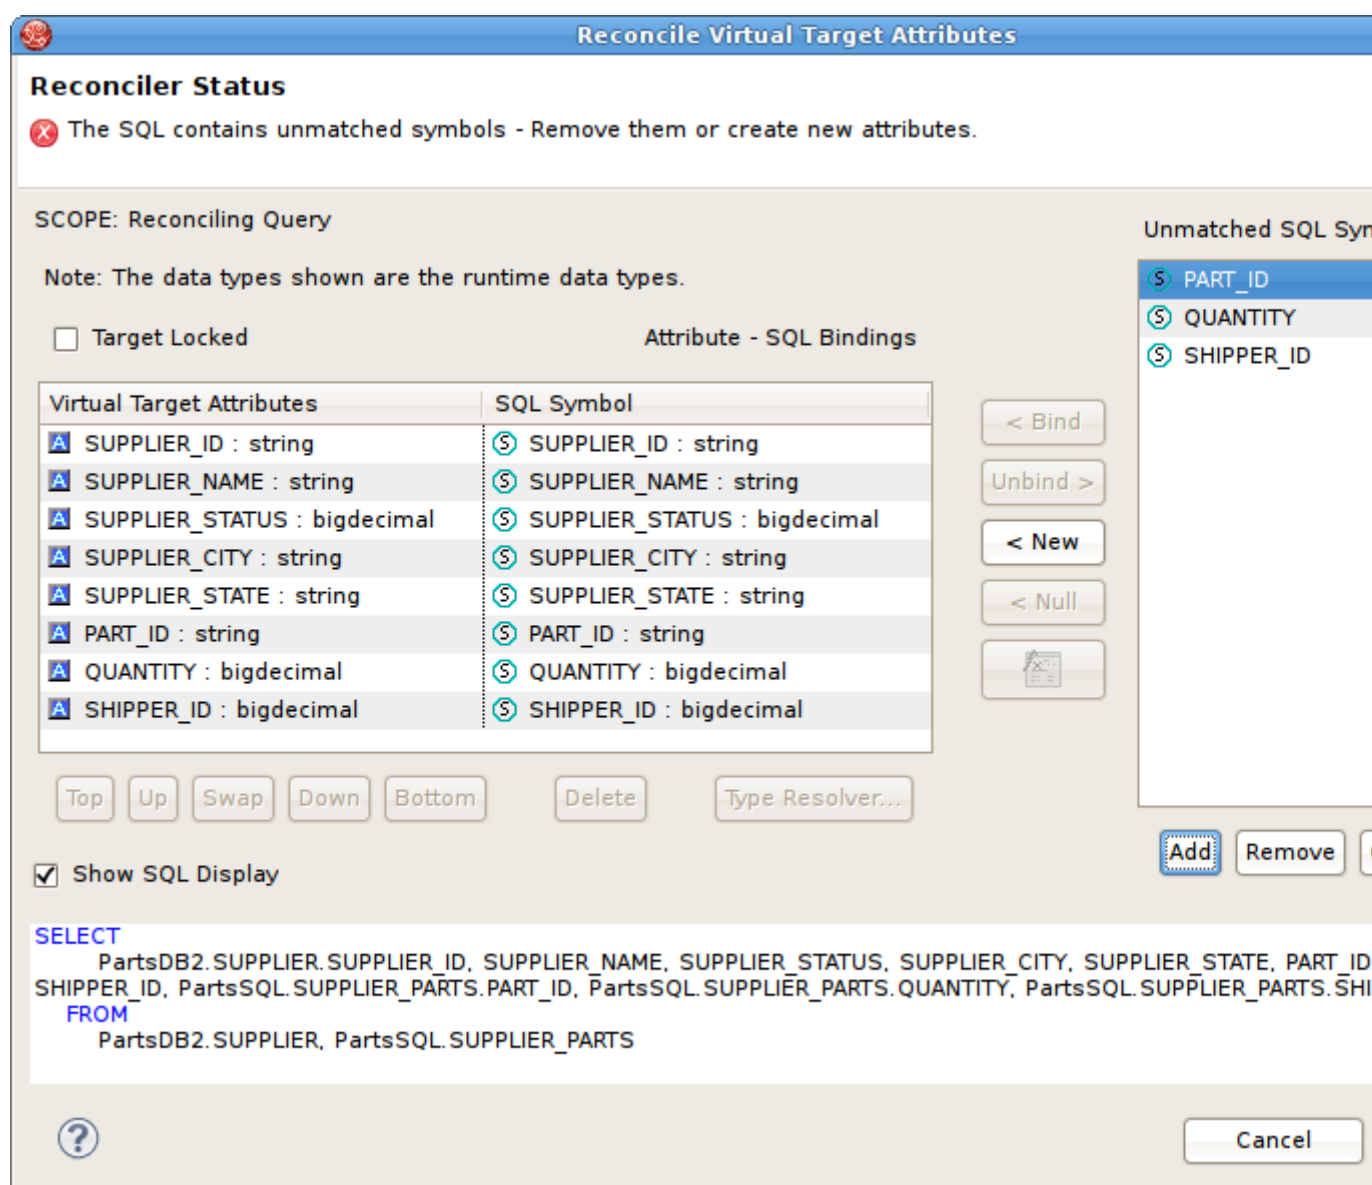 Reconcile Virtual Target Attributes
Reconciler Status
The SQL contains unmatched symbols - Remove them or create new attributes.
SCOPE: Reconciling Query
Unmatched SQL
Note: The data types shown are the runtime data types.
Target Locked
Attribute - SQL Bindings
Virtual Target Attributes SQL Symbol
SUPPLIER_ID : string SUPPLIER_ID : string
SUPPLIER_NAME : string SUPPLIER_NAME : string
SUPPLIER_STATUS : bigdecimal SUPPLIER_STATUS : bigdecimal
SUPPLIER_CITY : string SUPPLIER_CITY : string
SUPPLIER_STATE : string SUPPLIER_STATE : string
PART_ID : string PART_ID : string
QUANTITY : bigdecimal QUANTITY : bigdecimal
SHIPPER_ID : bigdecimal SHIPPER_ID : bigdecimal
< Bind
Unbind >
< New
< Null
PART_ID
QUANTITY
SHIPPER_ID
Top Up Swap Down Bottom Delete Type Resolver...
Add Remove
Show SQL Display
SELECT
PartsDB2.SUPPLIER.SUPPLIER_ID, SUPPLIER_NAME, SUPPLIER_STATUS, SUPPLIER_CITY, SUPPLIER_STATE, PART_ID
SHIPPER_ID, PartsSQL.SUPPLIER_PARTS.PART_ID, PartsSQL.SUPPLIER_PARTS.QUANTITY, PartsSQL.SUPPLIER_PARTS.SHI
FROM
PartsDB2.SUPPLIER, PartsSQL.SUPPLIER_PARTS
Cancel